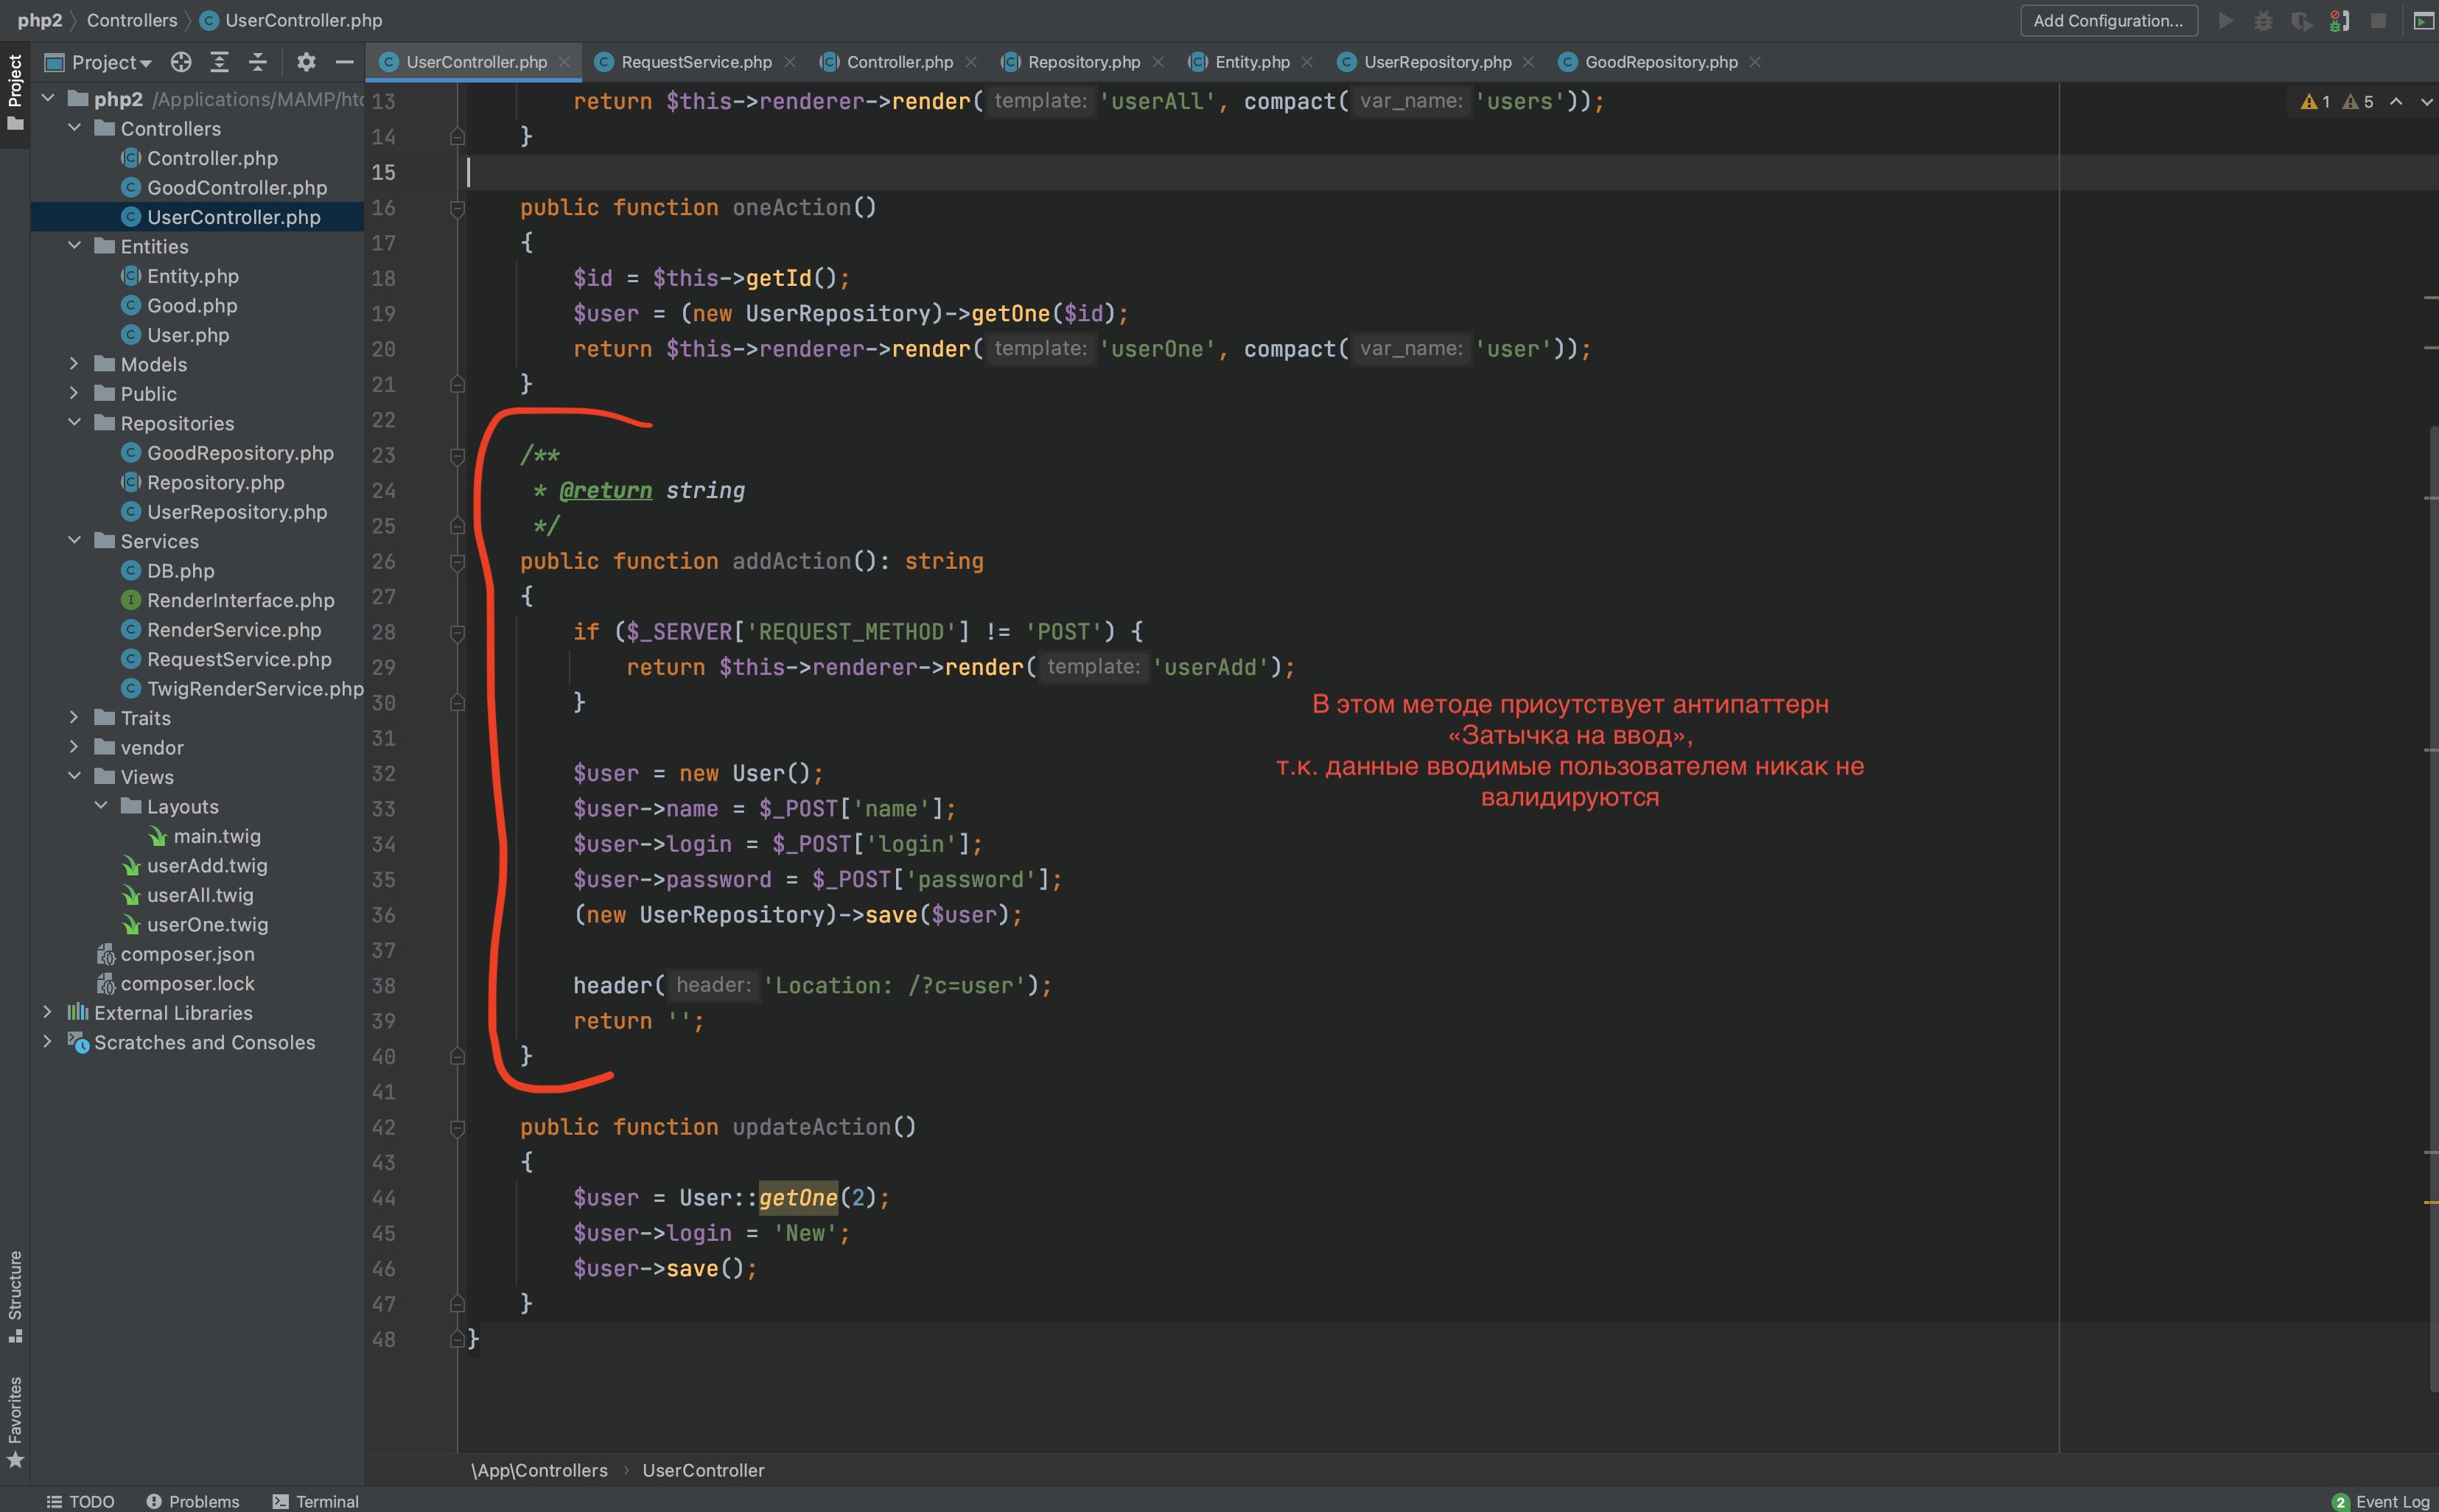 php2 Controllers UserController.php
Add Configuration...
Project
Project
UserController.php RequestService.php Controller.php Repository.php Entity.php UserRepository.php GoodRepository.php
php2 /Applications/MAMP/htd
Controllers
Controller.php
GoodController.php
UserController.php
Entities
Entity.php
Good.php
User.php
Models
Public
Repositories
GoodRepository.php
Repository.php
UserRepository.php
Services
DB.php
RenderInterface.php
RenderService.php
RequestService.php
TwigRenderService.php
Traits
vendor
Views
Layouts
main.twig
userAdd.twig
userAll.twig
userOne.twig
composer.json
composer.lock
External Libraries
Scratches and Consoles
1 5
13 return $this->renderer->render( template: 'userAll', compact( var_name: 'users'));
14 }
15
16 public function oneAction()
17 {
18 $id = $this->getId();
19 $user = (new UserRepository)->getOne($id);
20 return $this->renderer->render( template: 'userOne', compact( var_name: 'user'));
21 }
22
23 /**
24 * @return string
25 */
26 public function addAction(): string
27 {
28 if ($_SERVER['REQUEST_METHOD'] != 'POST') {
29 return $this->renderer->render( template: 'userAdd');
30 }
31
32 $user = new User();
33 $user->name = $_POST['name'];
34 $user->login = $_POST['login'];
35 $user->password = $_POST['password'];
36 (new UserRepository)->save($user);
37
38 header( header: 'Location: /?c=user');
39 return '';
40 }
41
42 public function updateAction()
43 {
44 $user = User::getOne(2);
45 $user->login = 'New';
46 $user->save();
47 }
48 }
В этом методе присутствует антипаттерн
«Затычка на ввод»,
т.к. данные вводимые пользователем никак не
валидируются
Structure
Favorites
\App\Controllers UserController
TODO Problems Terminal
2 Event Log